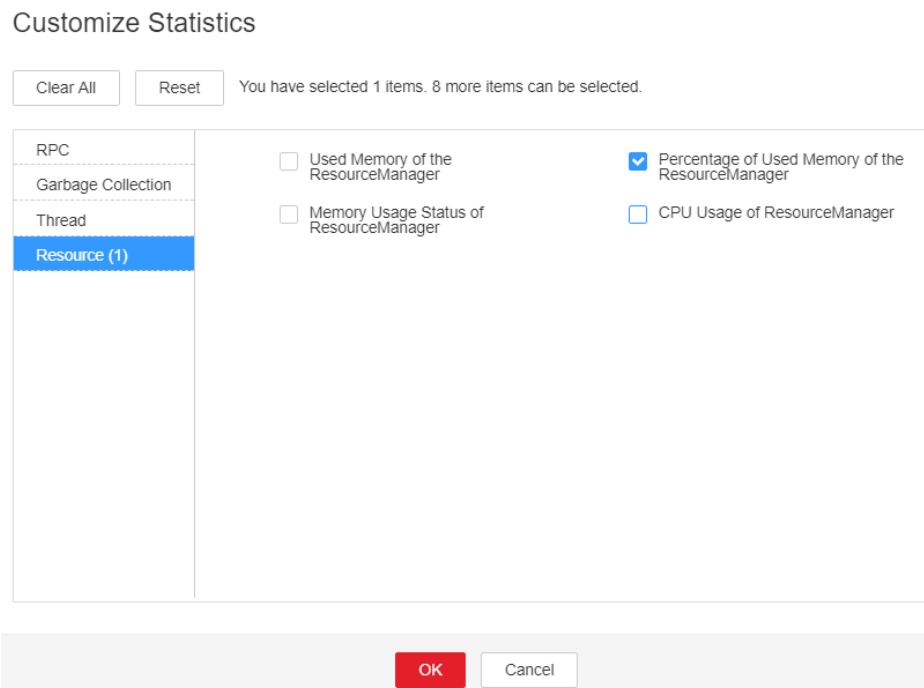 Customize Statistics
Clear All
Reset
You have selected 1 items. 8 more items can be selected.
RPC
Garbage Collection
Thread
Resource (1)
Used Memory of the
ResourceManager
Percentage of Used Memory of the
ResourceManager
Memory Usage Status of
ResourceManager
CPU Usage of ResourceManager
OK
Cancel